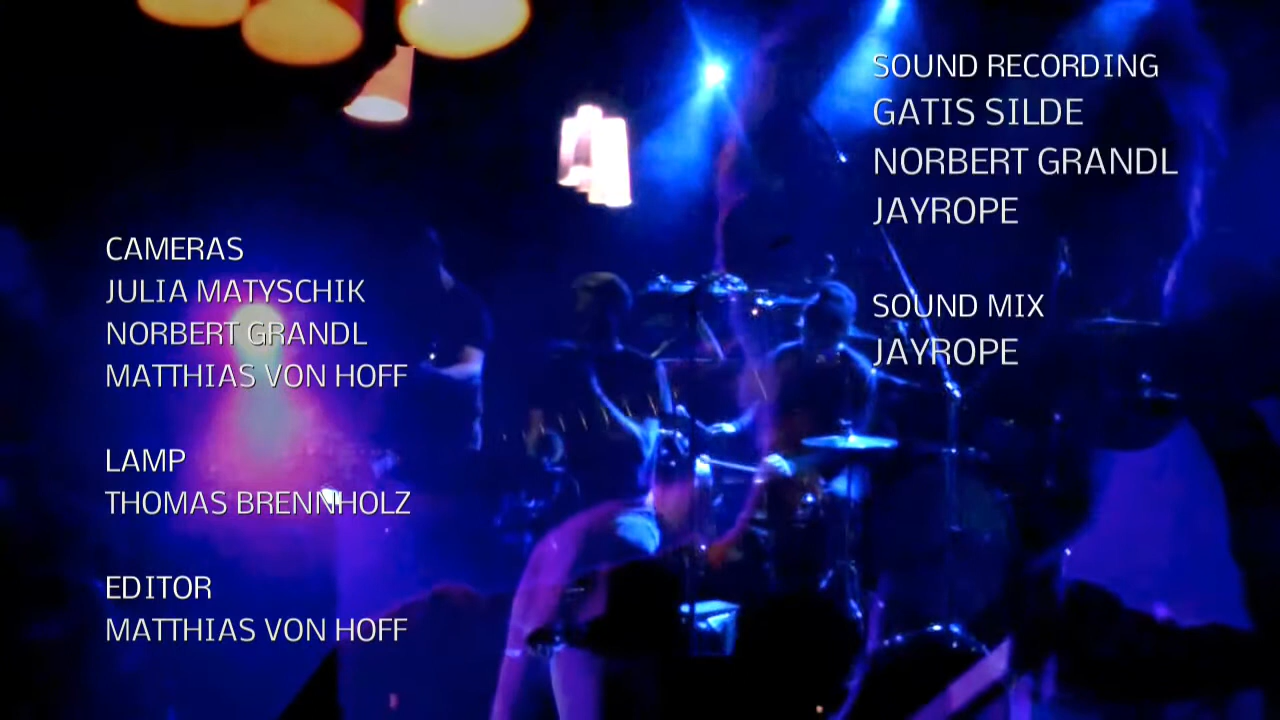 CAMERAS
JULIA MATYSCHIK
NORBERT GRANDL
MATTHIAS VON HOFF
LAMP
THOMAS BRENNHOLZ
EDITOR
MATTHIAS VON HOFF
SOUND RECORDING
GATIS SILDE
NORBERT GRANDL
JAYROPE
SOUND MIX
JAYROPE